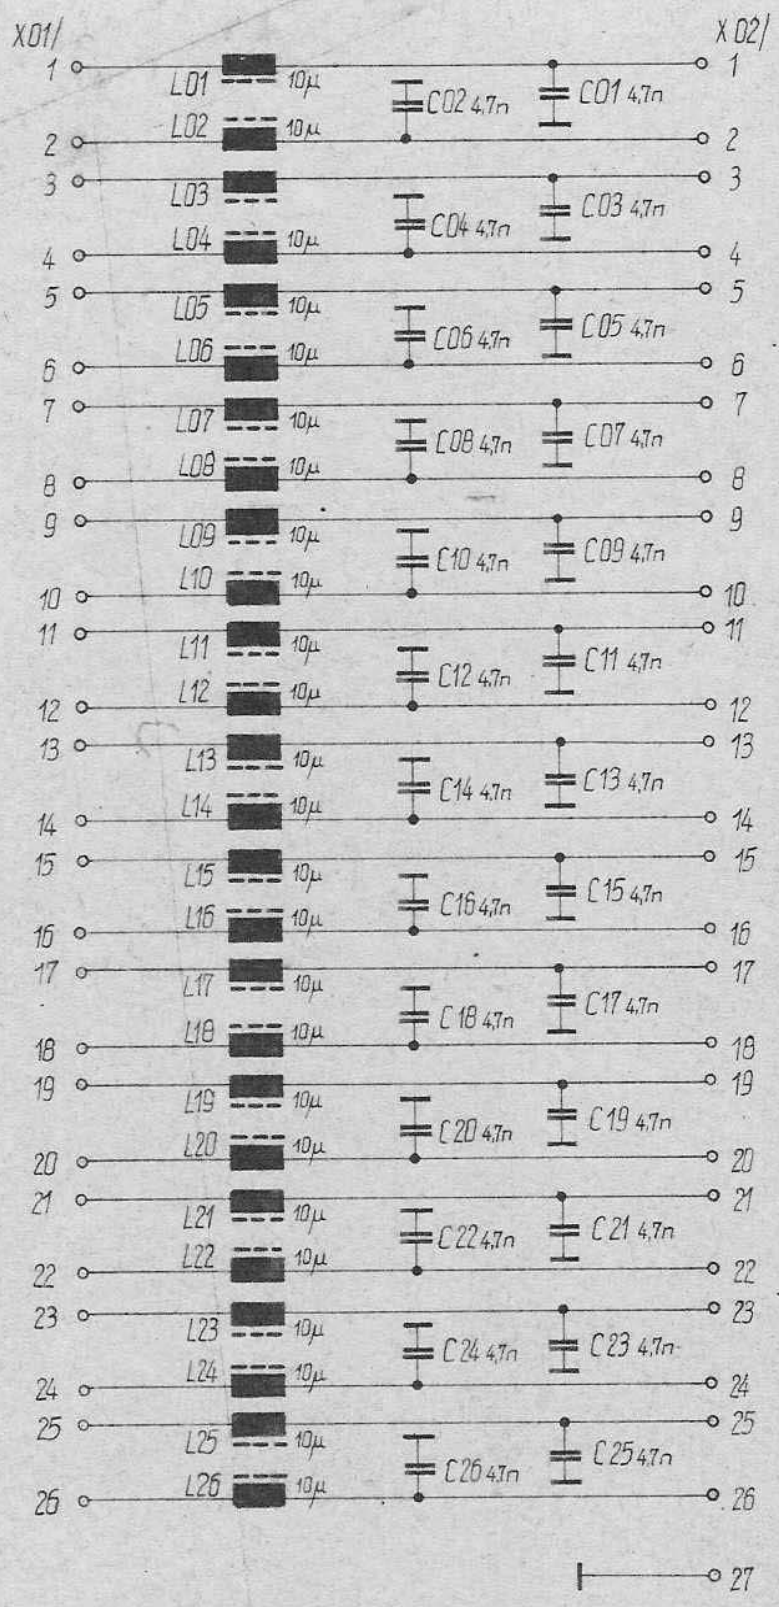 X01/ X02/
1 L01 10μ C01 4,7n 1
C02 4,7n
2 L02 10μ 2
3 L03 C03 4,7n 3
C04 4,7n
4 L04 10μ 4
5 L05 10μ C05 4,7n 5
C06 4,7n
6 L06 10μ 6
7 L07 10μ C07 4,7n 7
C08 4,7n
8 L08 10μ 8
9 L09 10μ C09 4,7n 9
C10 4,7n
10 L10 10μ 10
11 L11 10μ C11 4,7n 11
C12 4,7n
12 L12 10μ 12
13 L13 10μ C13 4,7n 13
C14 4,7n
14 L14 10μ 14
15 L15 10μ C15 4,7n 15
C16 4,7n
16 L16 10μ 16
17 L17 10μ C17 4,7n 17
C18 4,7n
18 L18 10μ 18
19 L19 10μ C19 4,7n 19
C20 4,7n
20 L20 10μ 20
21 L21 10μ C21 4,7n 21
C22 4,7n
22 L22 10μ 22
23 L23 10μ C23 4,7n 23
C24 4,7n
24 L24 10μ 24
25 L25 10μ C25 4,7n 25
C26 4,7n
26 L26 10μ 26
27